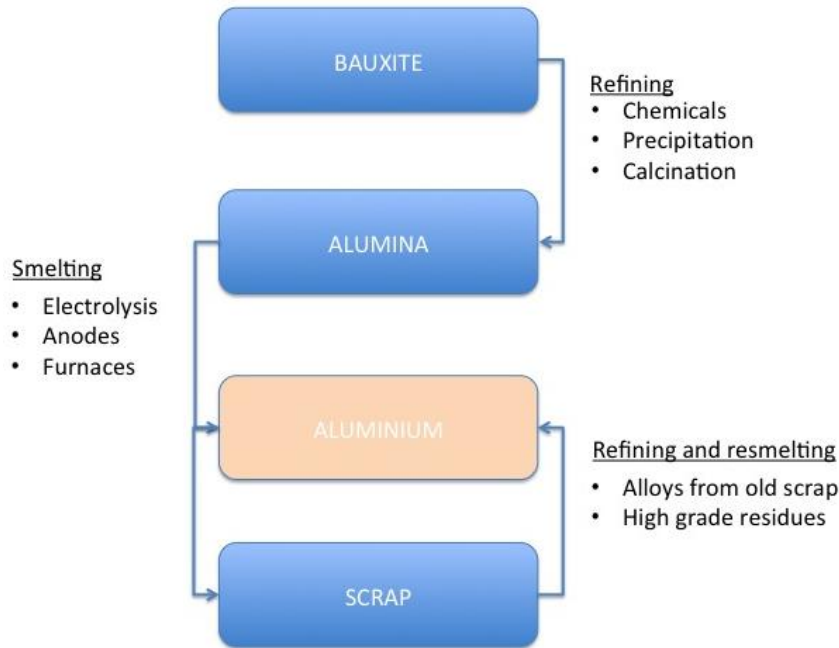 BAUXITE
Refining
• Chemicals
• Precipitation
• Calcination
ALUMINA
Smelting
• Electrolysis
• Anodes
• Furnaces
ALUMINIUM
Refining and resmelting
• Alloys from old scrap
• High grade residues
SCRAP